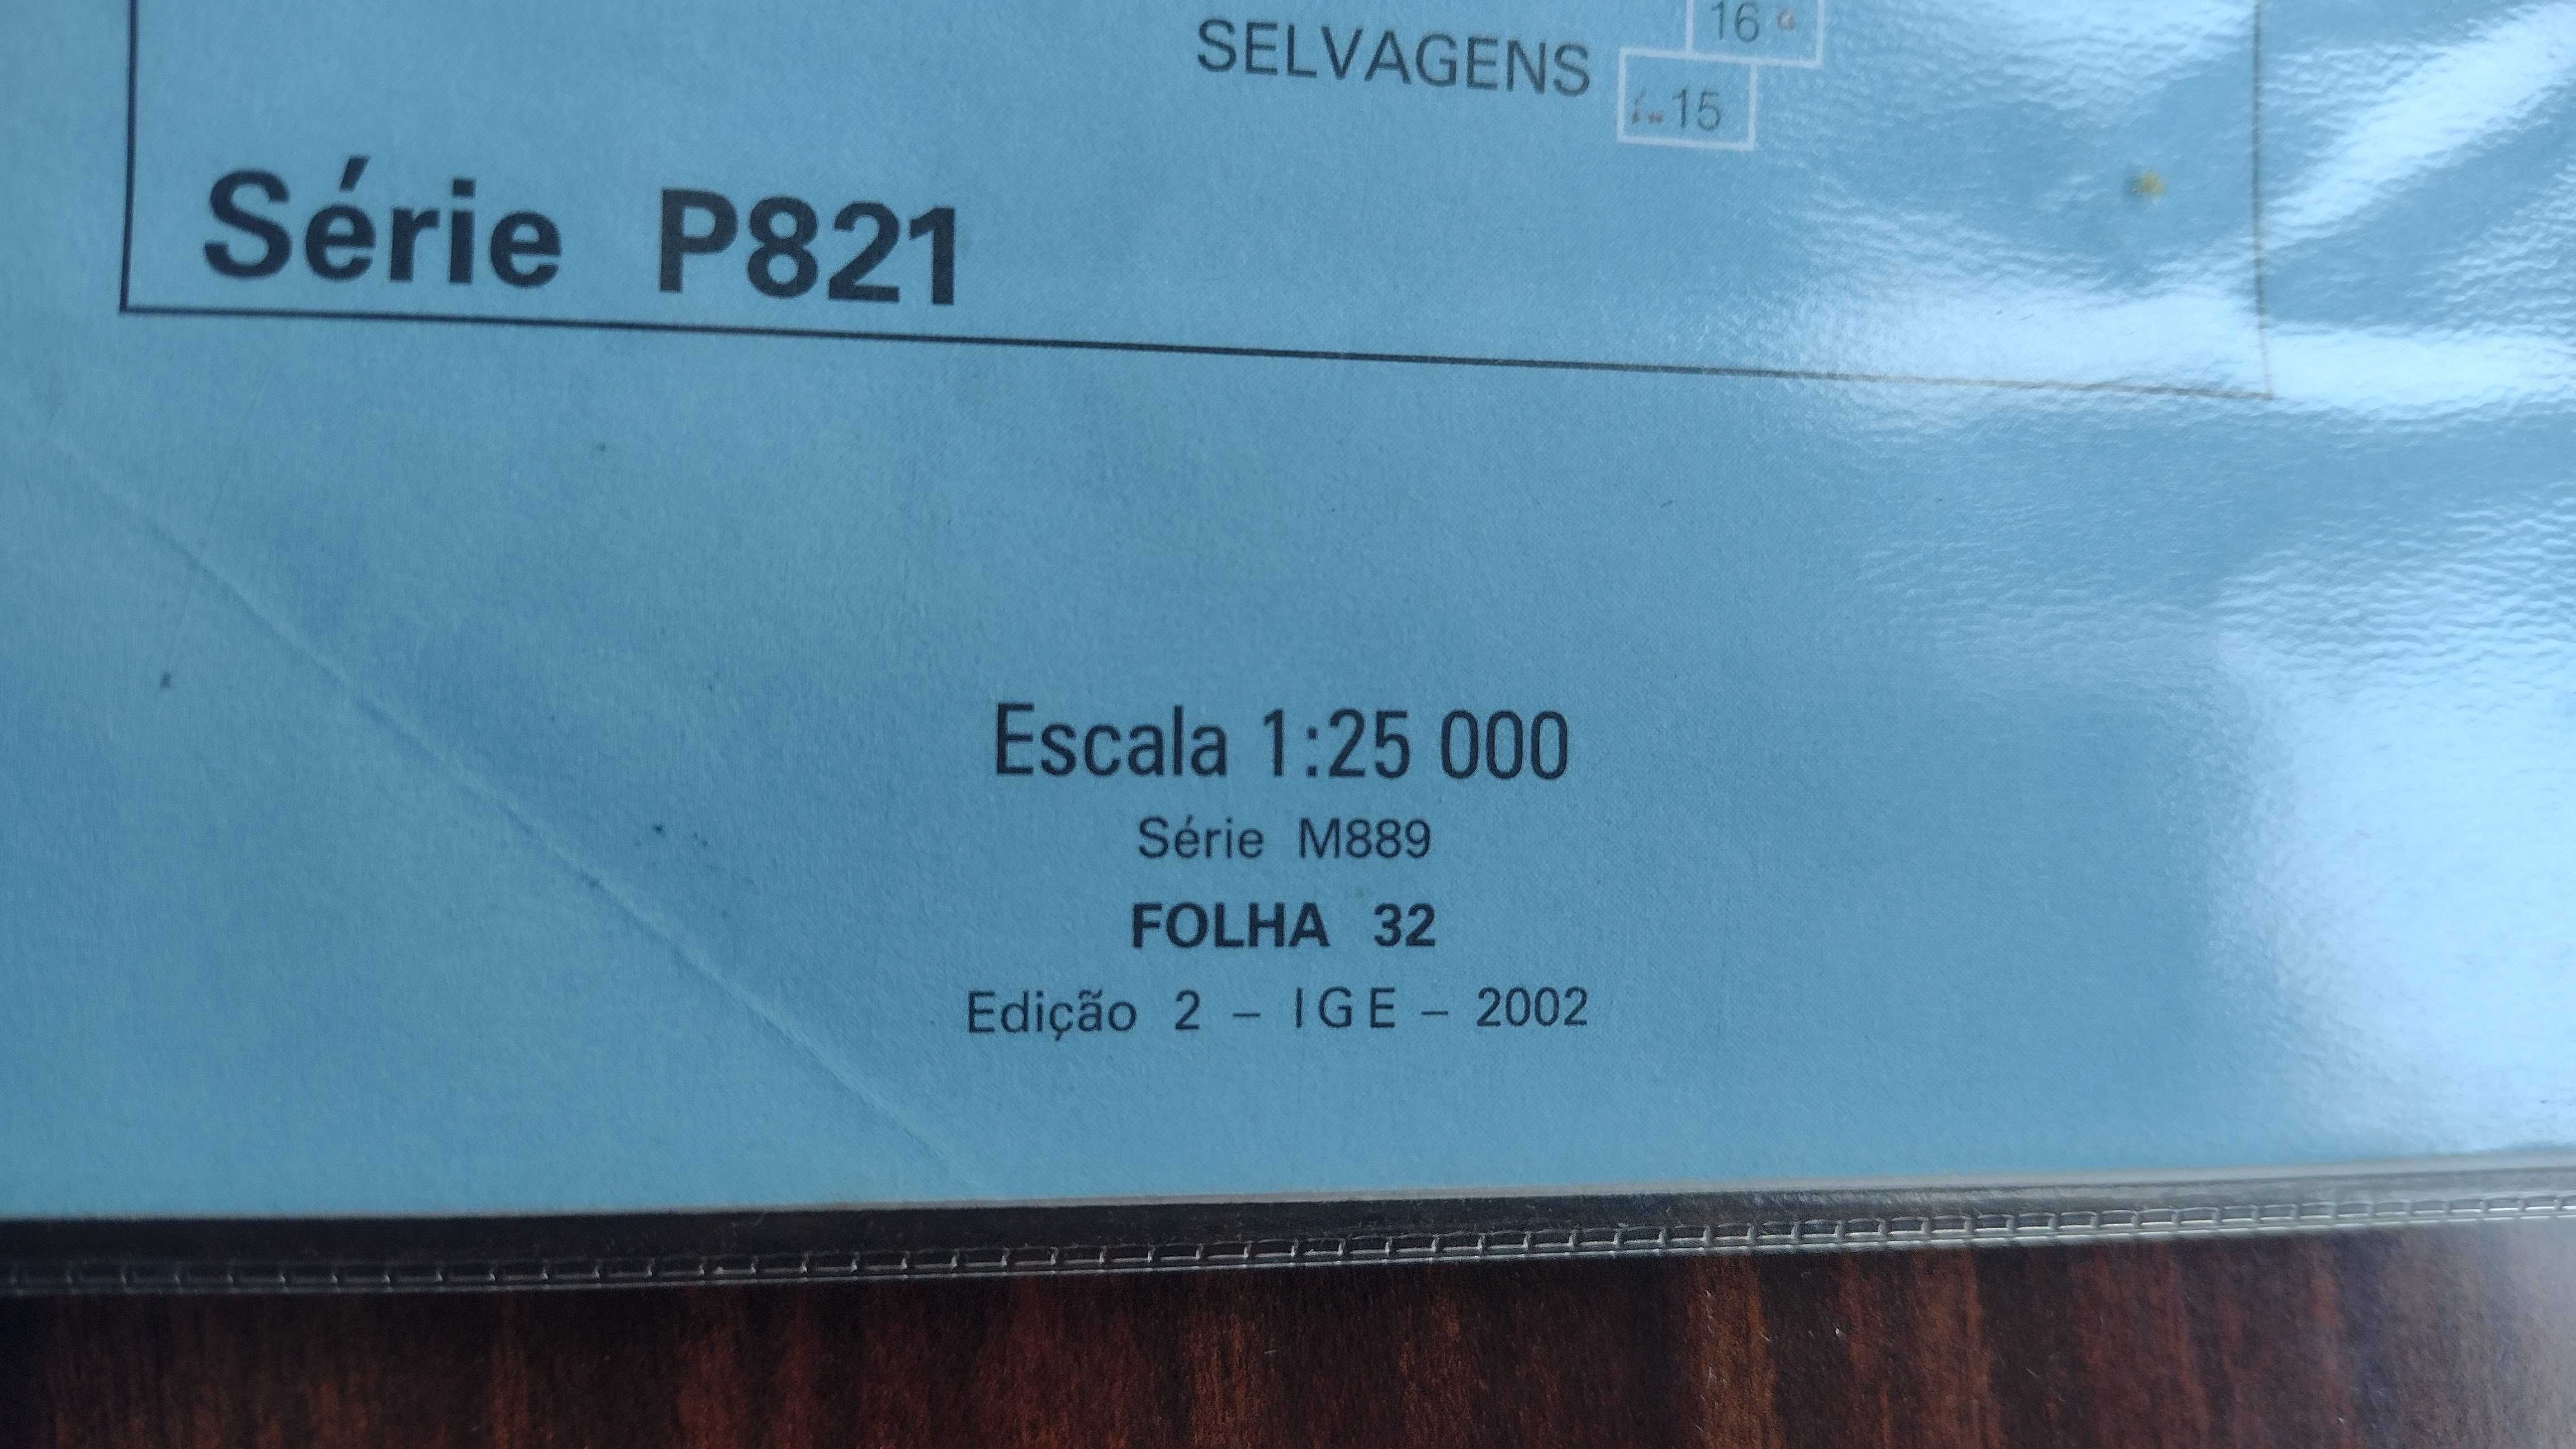 16
SELVAGENS
15
Série P821
Escala 1:25 000
Série M889
FOLHA 32
Edição 2 – IGE – 2002